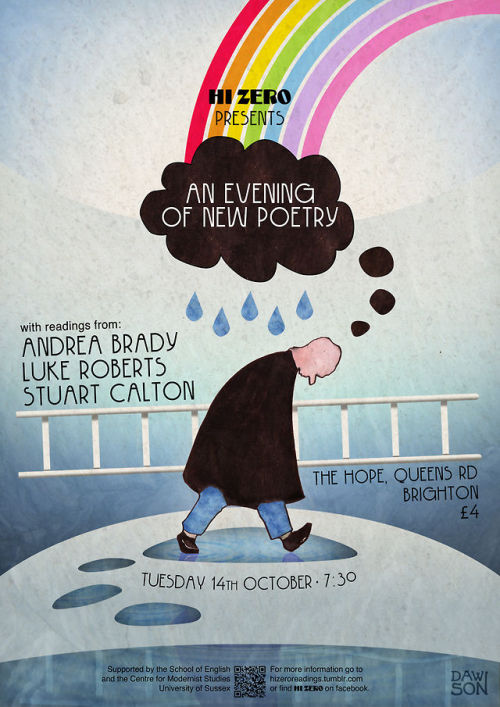 HI ZERO
PRESENTS
AN EVENING
OF NEW POETRY
with readings from:
ANDREA BRADY
LUKE ROBERTS
STUART CALTON
THE HOPE, QUEENS RD
BRIGHTON
£4
TUESDAY 14TH OCTOBER · 7:30
Supported by the School of English
and the Centre for Modernist Studies
University of Sussex
For more information go to
hizeroreadings.tumblr.com
or find HI ZERO on facebook.
DAW
SON